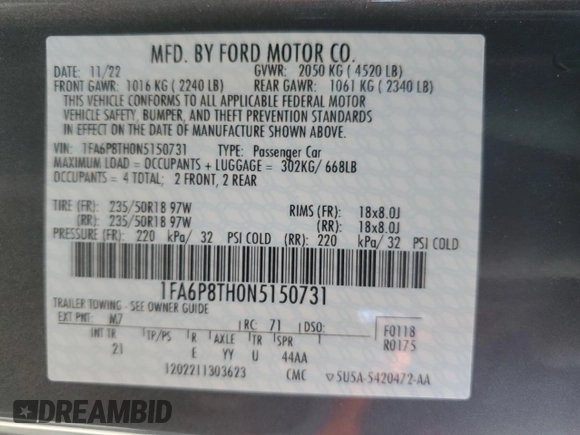 MFD. BY FORD MOTOR CO.
DATE: 11/22 GVWR: 2050 KG ( 4520 LB)
FRONT GAWR: 1016 KG ( 2240 LB) REAR GAWR: 1061 KG ( 2340 LB)
THIS VEHICLE CONFORMS TO ALL APPLICABLE FEDERAL MOTOR
VEHICLE SAFETY, BUMPER, AND THEFT PREVENTION STANDARDS
IN EFFECT ON THE DATE OF MANUFACTURE SHOWN ABOVE.
VIN: 1FA6P8TH0N5150731 TYPE: Passenger Car
MAXIMUM LOAD = OCCUPANTS + LUGGAGE = 302KG/ 668LB
OCCUPANTS = 4 TOTAL; 2 FRONT, 2 REAR
TIRE (FR): 235/50R18 97W RIMS (FR): 18x8.0J
(RR): 235/50R18 97W (RR): 18x8.0J
PRESSURE (FR): 220 kPa/ 32 PSI COLD (RR): 220 kPa/ 32 PSI COLD
1FA6P8TH0N5150731
TRAILER TOWING - SEE OWNER GUIDE
EXT PNT: M7 RC: 71 DSO: F0118
INT TR TP/PS R AXLE TR SPR R0175
21 E YY U 44AA
1202211303623 CMC 5U5A-5420472-AA
DREAMBID